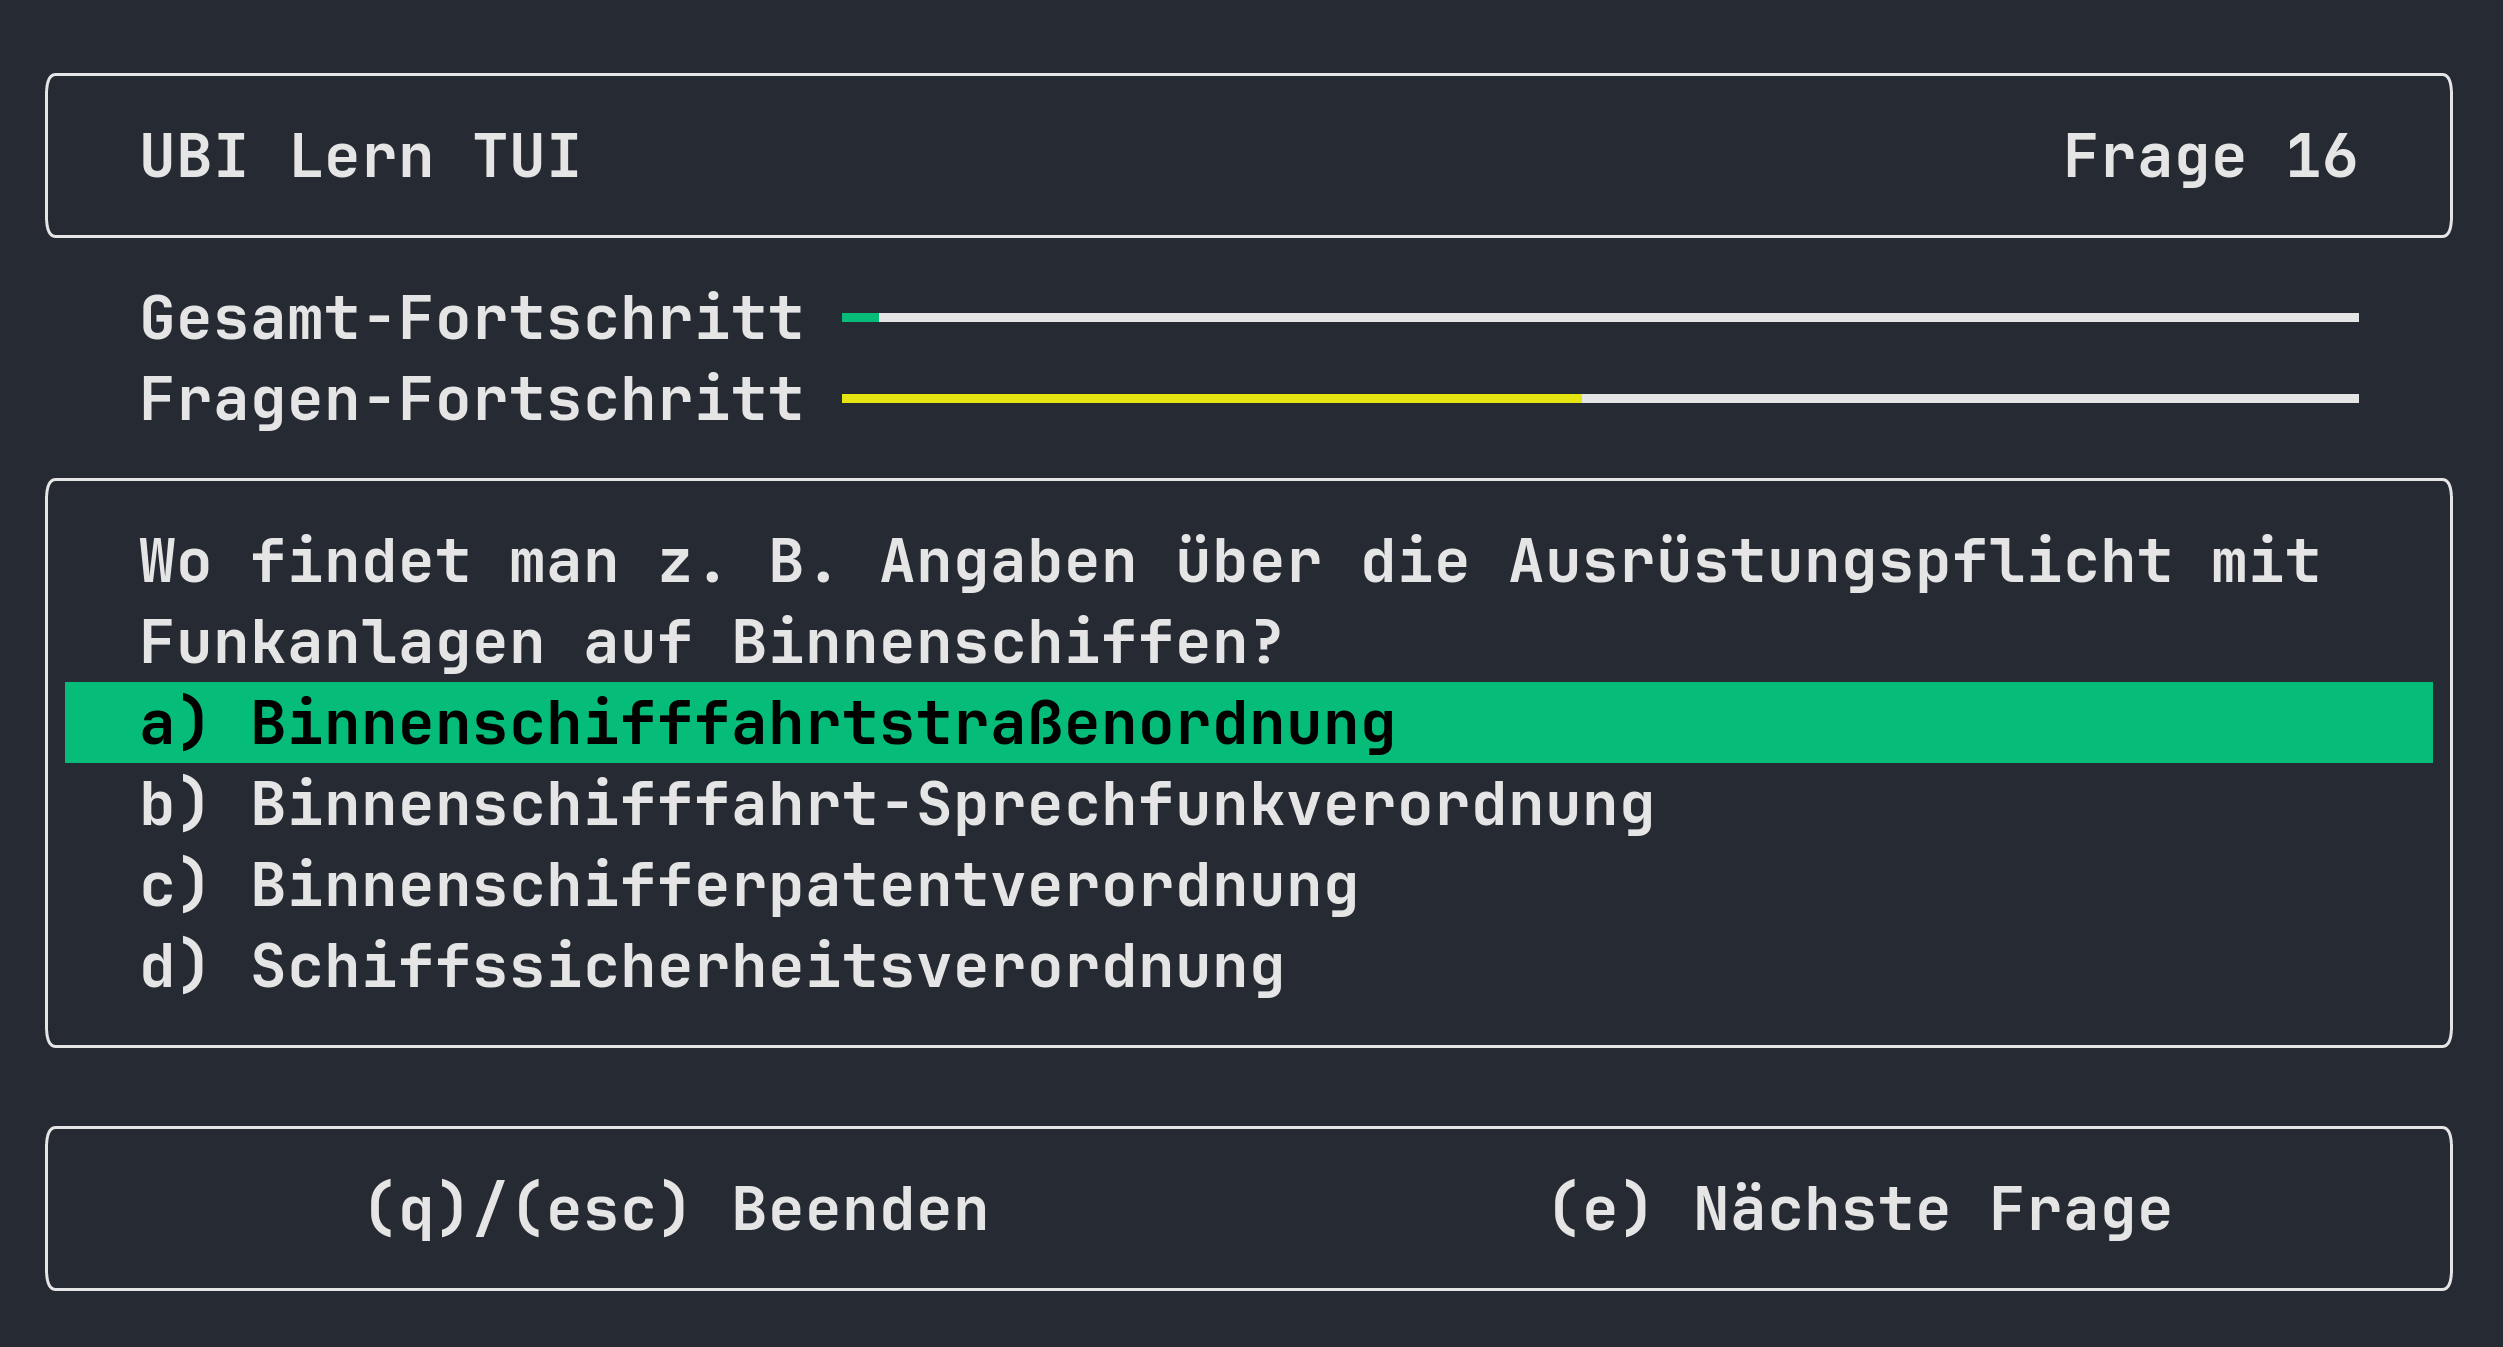 UBI Lern TUI Frage 16
Gesamt-Fortschritt
Fragen-Fortschritt
Wo findet man z. B. Angaben über die Ausrüstungspflicht mit
Funkanlagen auf Binnenschiffen?
a) Binnenschifffahrtstraßenordnung
b) Binnenschifffahrt-Sprechfunkverordnung
c) Binnenschifferpatentverordnung
d) Schiffssicherheitsverordnung
(q)/(esc) Beenden (e) Nächste Frage